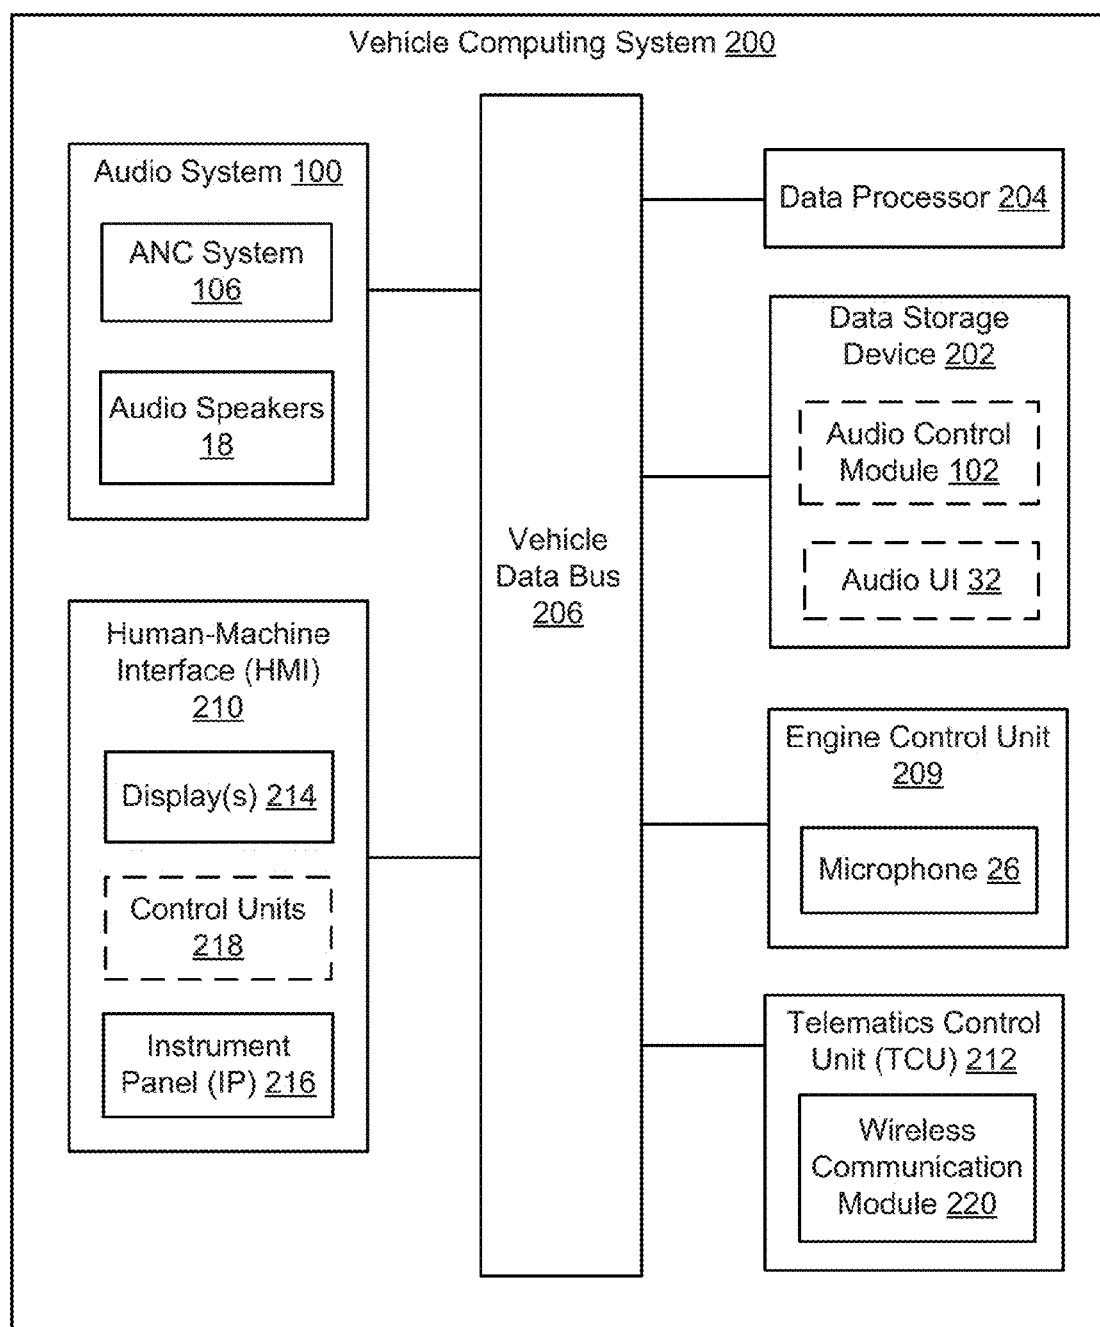 Vehicle Computing System 200
Audio System 100
ANC System
106
Audio Speakers
18
Human-Machine
Interface (HMI)
210
Display(s) 214
Control Units
218
Instrument
Panel (IP) 216
Vehicle
Data Bus
206
Data Processor 204
Data Storage
Device 202
Audio Control
Module 102
Audio UI 32
Engine Control Unit
209
Microphone 26
Telematics Control
Unit (TCU) 212
Wireless
Communication
Module 220